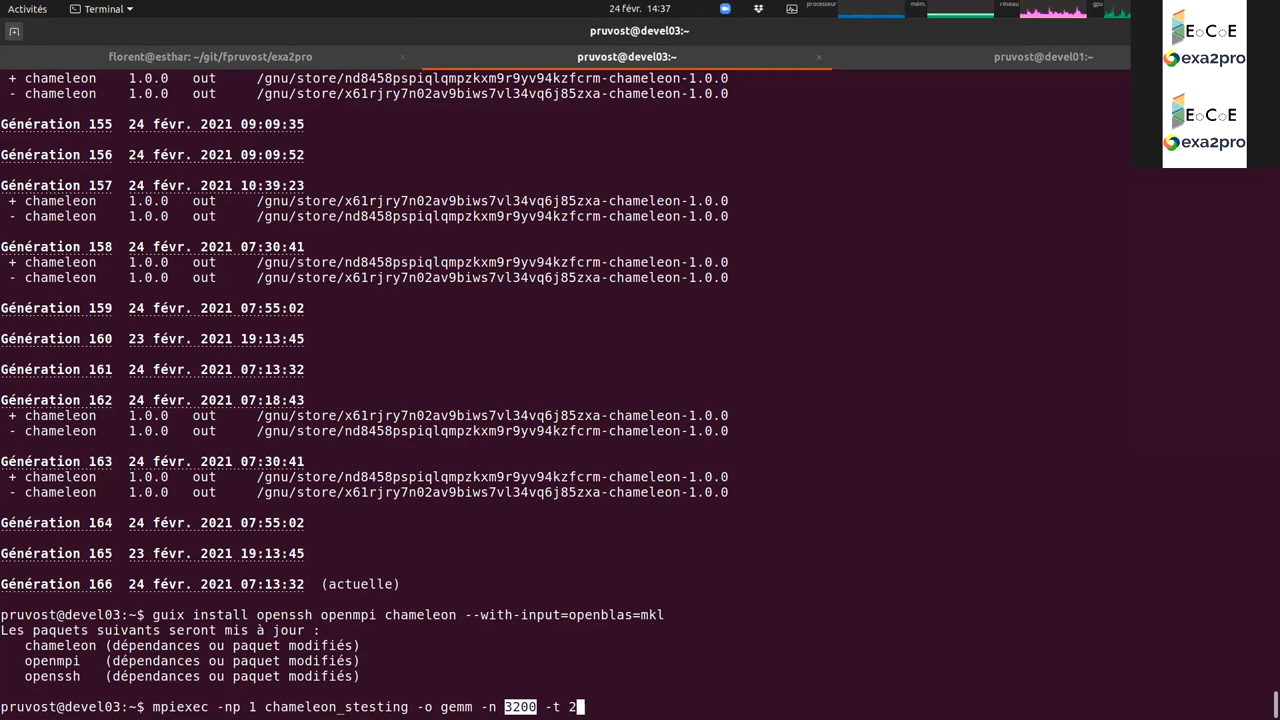 Activités Terminal 24 févr. 14:37 processeur mém. réseau gpu
pruvost@devel03:~
florent@esthar: ~/git/fpruvost/exa2pro × pruvost@devel03:~ × pruvost@devel01:~
EoCoE
exa2pro
EoCoE
exa2pro
+ chameleon 1.0.0 out /gnu/store/nd8458pspiqlqmpzkxm9r9yv94kzfcrm-chameleon-1.0.0
- chameleon 1.0.0 out /gnu/store/x61rjry7n02av9biws7vl34vq6j85zxa-chameleon-1.0.0
Génération 155 24 févr. 2021 09:09:35
Génération 156 24 févr. 2021 09:09:52
Génération 157 24 févr. 2021 10:39:23
+ chameleon 1.0.0 out /gnu/store/x61rjry7n02av9biws7vl34vq6j85zxa-chameleon-1.0.0
- chameleon 1.0.0 out /gnu/store/nd8458pspiqlqmpzkxm9r9yv94kzfcrm-chameleon-1.0.0
Génération 158 24 févr. 2021 07:30:41
+ chameleon 1.0.0 out /gnu/store/nd8458pspiqlqmpzkxm9r9yv94kzfcrm-chameleon-1.0.0
- chameleon 1.0.0 out /gnu/store/x61rjry7n02av9biws7vl34vq6j85zxa-chameleon-1.0.0
Génération 159 24 févr. 2021 07:55:02
Génération 160 23 févr. 2021 19:13:45
Génération 161 24 févr. 2021 07:13:32
Génération 162 24 févr. 2021 07:18:43
+ chameleon 1.0.0 out /gnu/store/x61rjry7n02av9biws7vl34vq6j85zxa-chameleon-1.0.0
- chameleon 1.0.0 out /gnu/store/nd8458pspiqlqmpzkxm9r9yv94kzfcrm-chameleon-1.0.0
Génération 163 24 févr. 2021 07:30:41
+ chameleon 1.0.0 out /gnu/store/nd8458pspiqlqmpzkxm9r9yv94kzfcrm-chameleon-1.0.0
- chameleon 1.0.0 out /gnu/store/x61rjry7n02av9biws7vl34vq6j85zxa-chameleon-1.0.0
Génération 164 24 févr. 2021 07:55:02
Génération 165 23 févr. 2021 19:13:45
Génération 166 24 févr. 2021 07:13:32 (actuelle)
pruvost@devel03:~$ guix install openssh openmpi chameleon --with-input=openblas=mkl
Les paquets suivants seront mis à jour :
chameleon (dépendances ou paquet modifiés)
openmpi (dépendances ou paquet modifiés)
openssh (dépendances ou paquet modifiés)
pruvost@devel03:~$ mpiexec -np 1 chameleon_stesting -o gemm -n 3200 -t 2